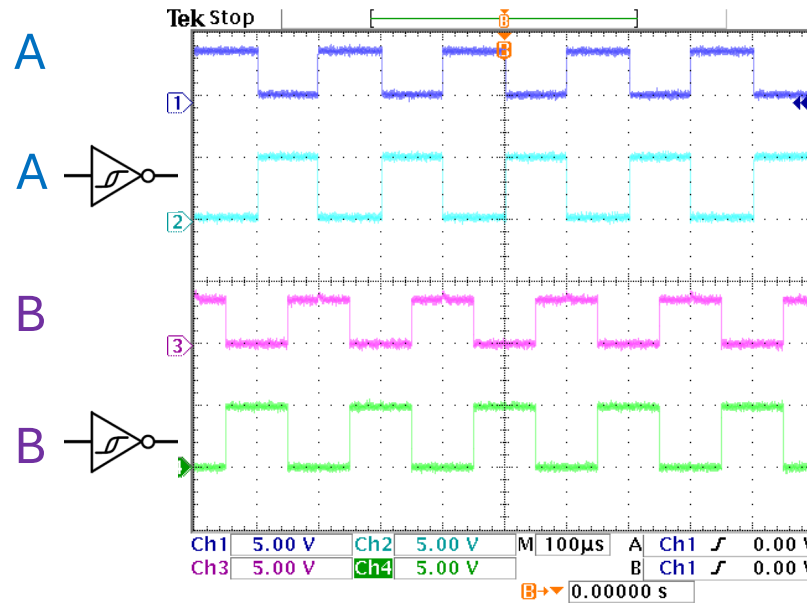 Tek Stop
B
A
B
1
A
2
B
3
B
Ch1 5.00 V Ch2 5.00 V M 100µs A Ch1 0.00 V
Ch3 5.00 V Ch4 5.00 V B Ch1 0.00 V
B 0.00000 s